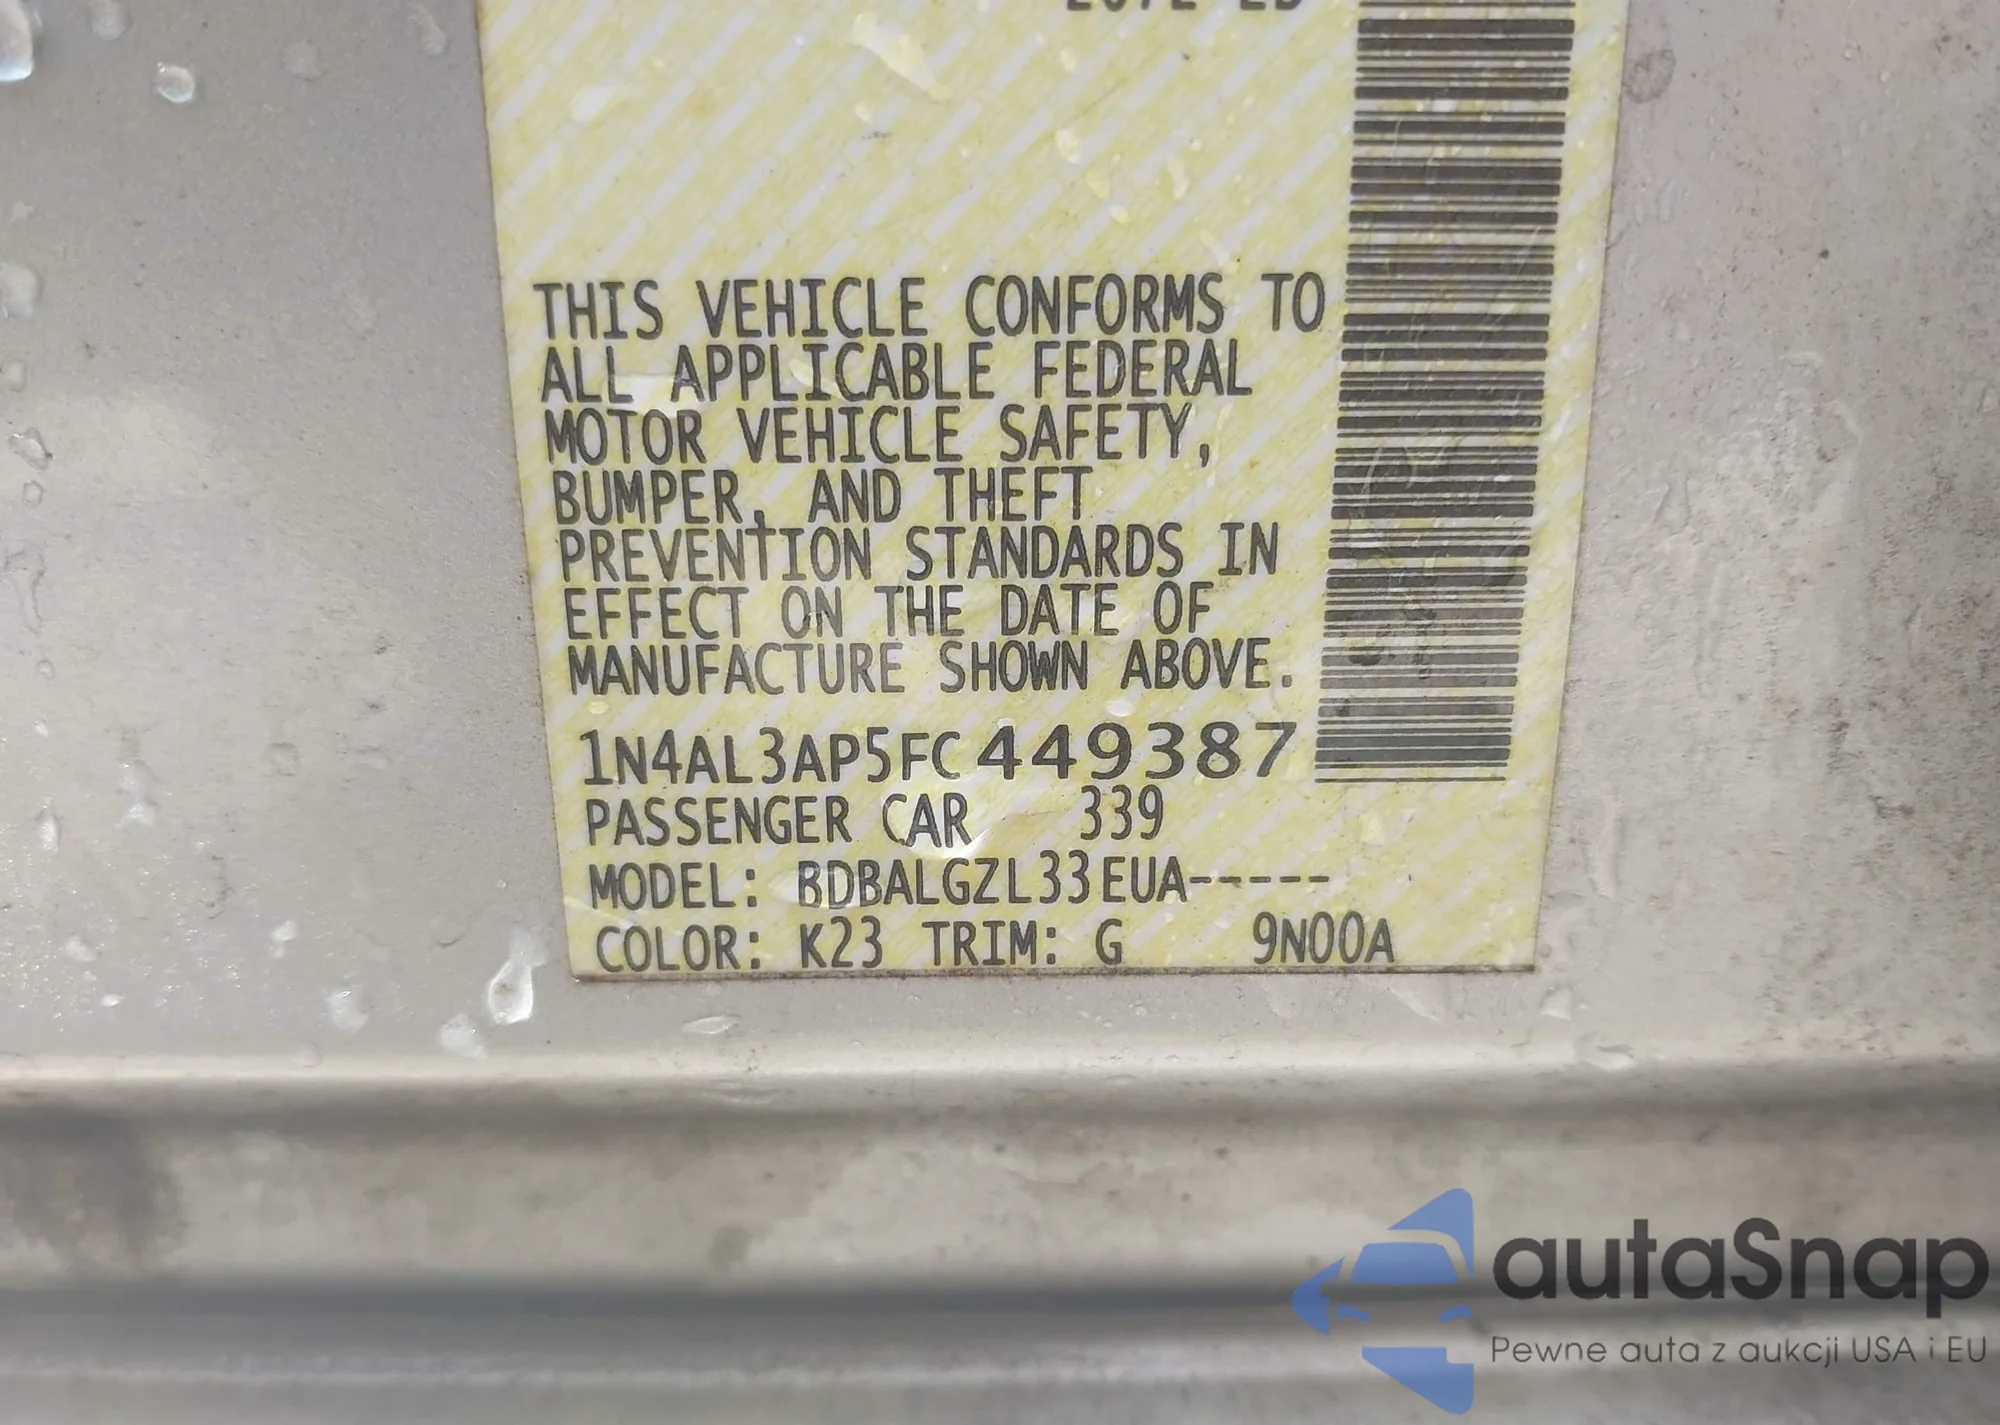 THIS VEHICLE CONFORMS TO
ALL APPLICABLE FEDERAL
MOTOR VEHICLE SAFETY,
BUMPER, AND THEFT
PREVENTION STANDARDS IN
EFFECT ON THE DATE OF
MANUFACTURE SHOWN ABOVE.
1N4AL3AP5FC449387
PASSENGER CAR 339
MODEL: BDBALGZL33EUA-----
COLOR: K23 TRIM: G 9N00A
autaSnap
Pewne auta z aukcji USA i EU